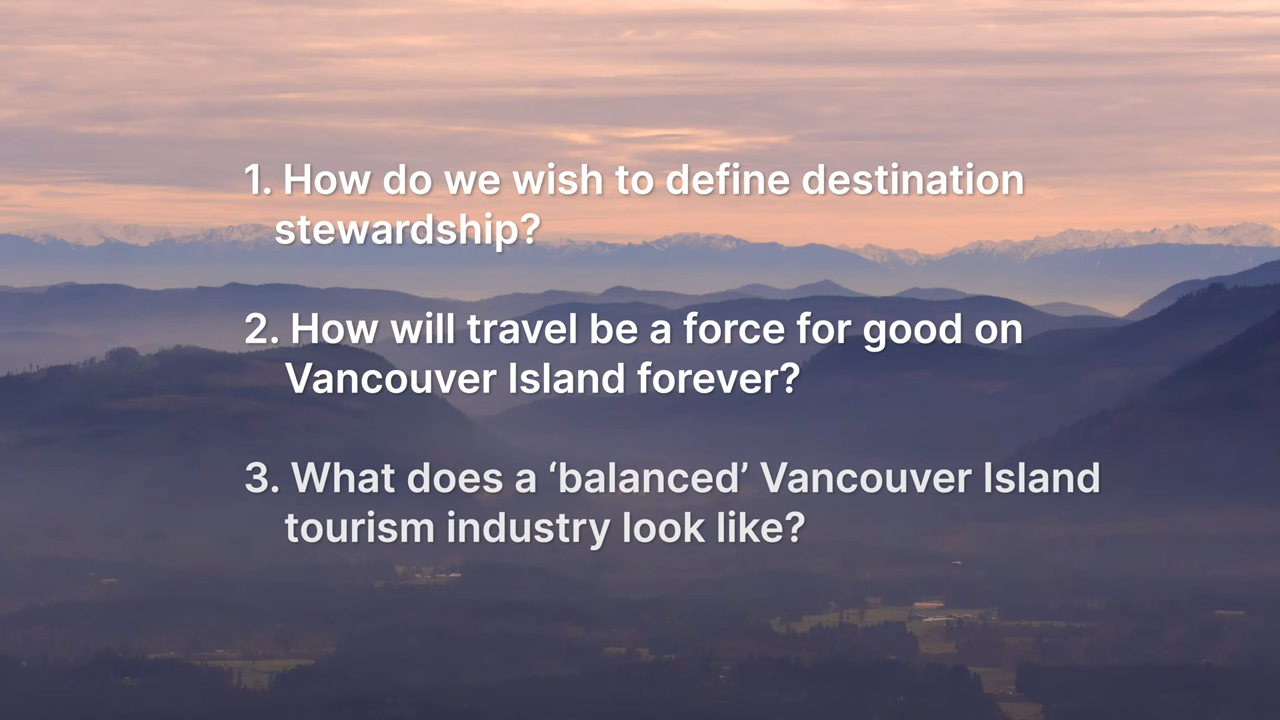 1. How do we wish to define destination
stewardship?
2. How will travel be a force for good on
Vancouver Island forever?
3. What does a ‘balanced’ Vancouver Island
tourism industry look like?